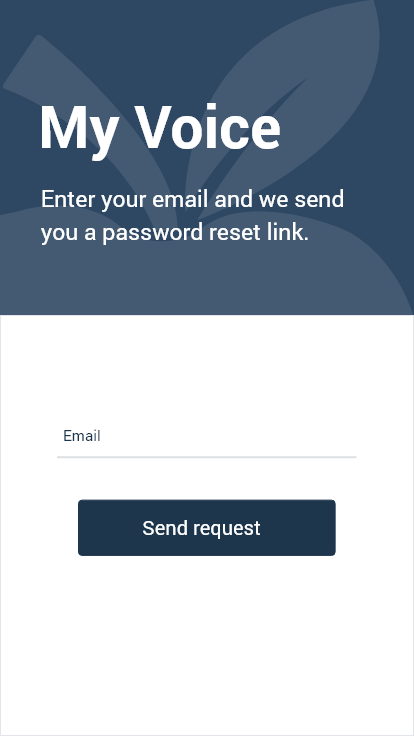 My Voice
Enter your email and we send
you a password reset link.
Email
Send request